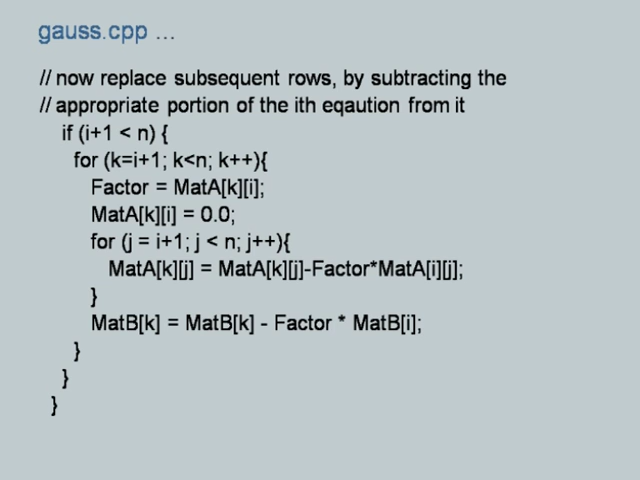 gauss.cpp ...
// now replace subsequent rows, by subtracting the
// appropriate portion of the ith eqaution from it
if (i+1 < n) {
for (k=i+1; k<n; k++){
Factor = MatA[k][i];
MatA[k][i] = 0.0;
for (j = i+1; j < n; j++){
MatA[k][j] = MatA[k][j]-Factor*MatA[i][j];
}
MatB[k] = MatB[k] - Factor * MatB[i];
}
}
}